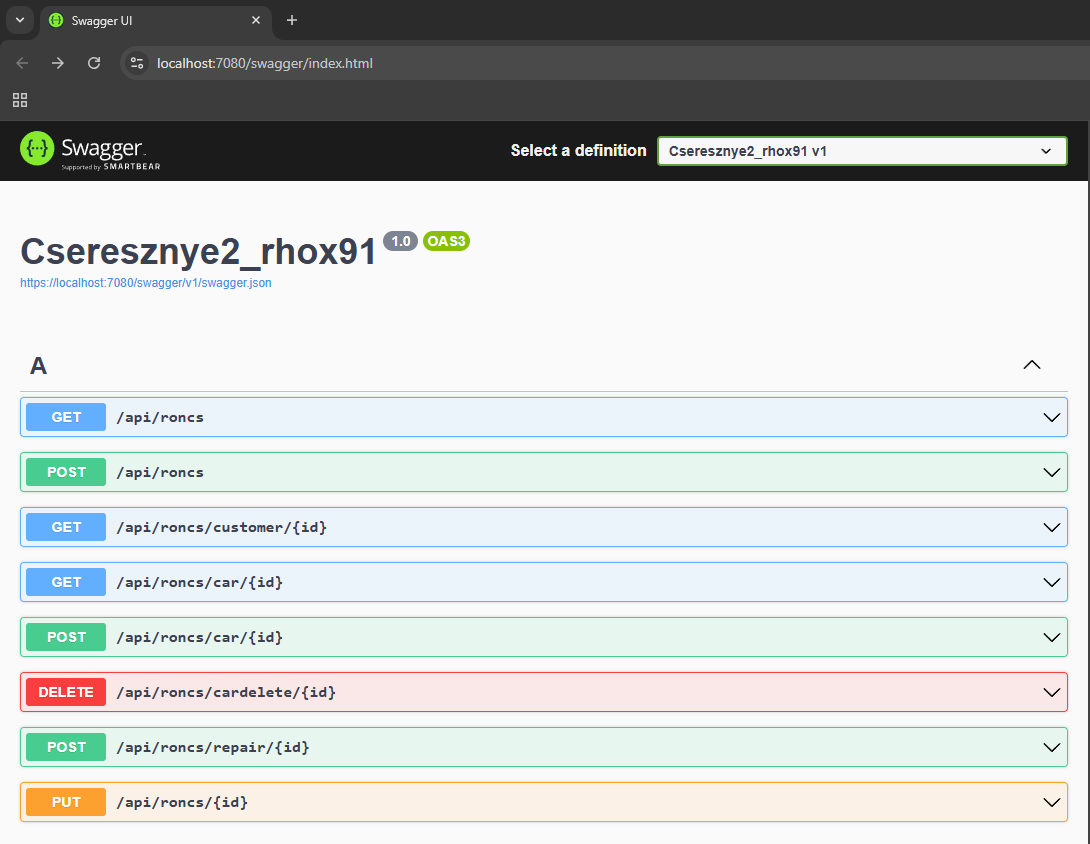 Swagger UI
localhost:7080/swagger/index.html
Swagger
Supported by SMARTBEAR
Select a definition
Cseresznye2_rhox91 v1
Cseresznye2_rhox91 1.0 OAS3
https://localhost:7080/swagger/v1/swagger.json
A
GET /api/roncs
POST /api/roncs
GET /api/roncs/customer/{id}
GET /api/roncs/car/{id}
POST /api/roncs/car/{id}
DELETE /api/roncs/cardelete/{id}
POST /api/roncs/repair/{id}
PUT /api/roncs/{id}